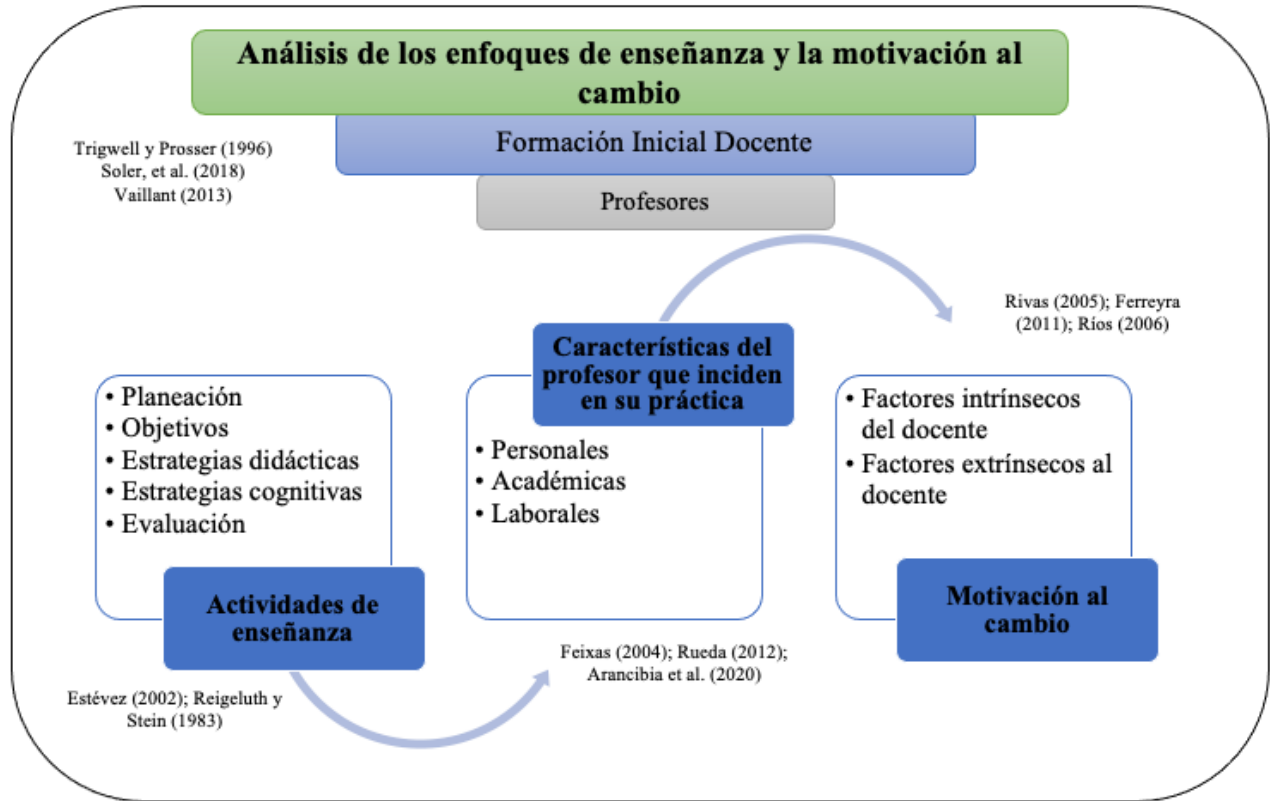 Análisis de los enfoques de enseñanza y la motivación al
cambio
Formación Inicial Docente
Profesores
Trigwell y Prosser (1996)
Soler, et al. (2018)
Vaillant (2013)
• Planeación
• Objetivos
• Estrategias didácticas
• Estrategias cognitivas
• Evaluación
Actividades de
enseñanza
Estévez (2002); Reigeluth y
Stein (1983)
Características del
profesor que inciden
en su práctica
• Personales
• Académicas
• Laborales
Feixas (2004); Rueda (2012);
Arancibia et al. (2020)
Rivas (2005); Ferreyra
(2011); Ríos (2006)
• Factores intrínsecos
del docente
• Factores extrínsecos al
docente
Motivación al
cambio